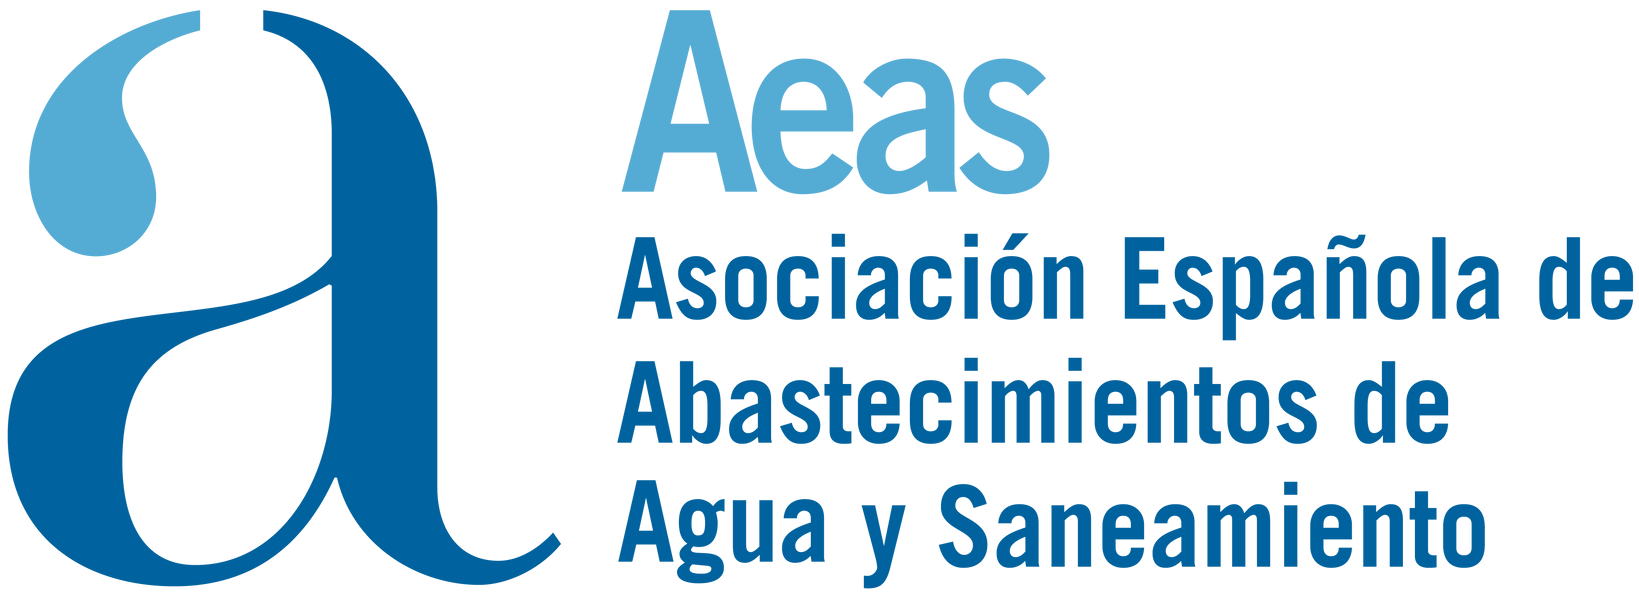 a
Aeas
Asociación Española de
Abastecimientos de
Agua y Saneamiento